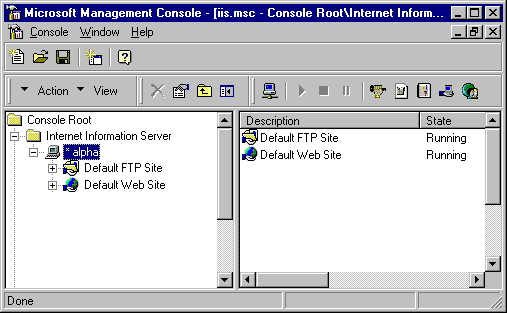 Microsoft Management Console - [iis.msc - Console Root\Internet Inform...
Console Window Help
Action View
Console Root
Internet Information Server
* alpha
Default FTP Site
Default Web Site
Description State
Default FTP Site Running
Default Web Site Running
Done